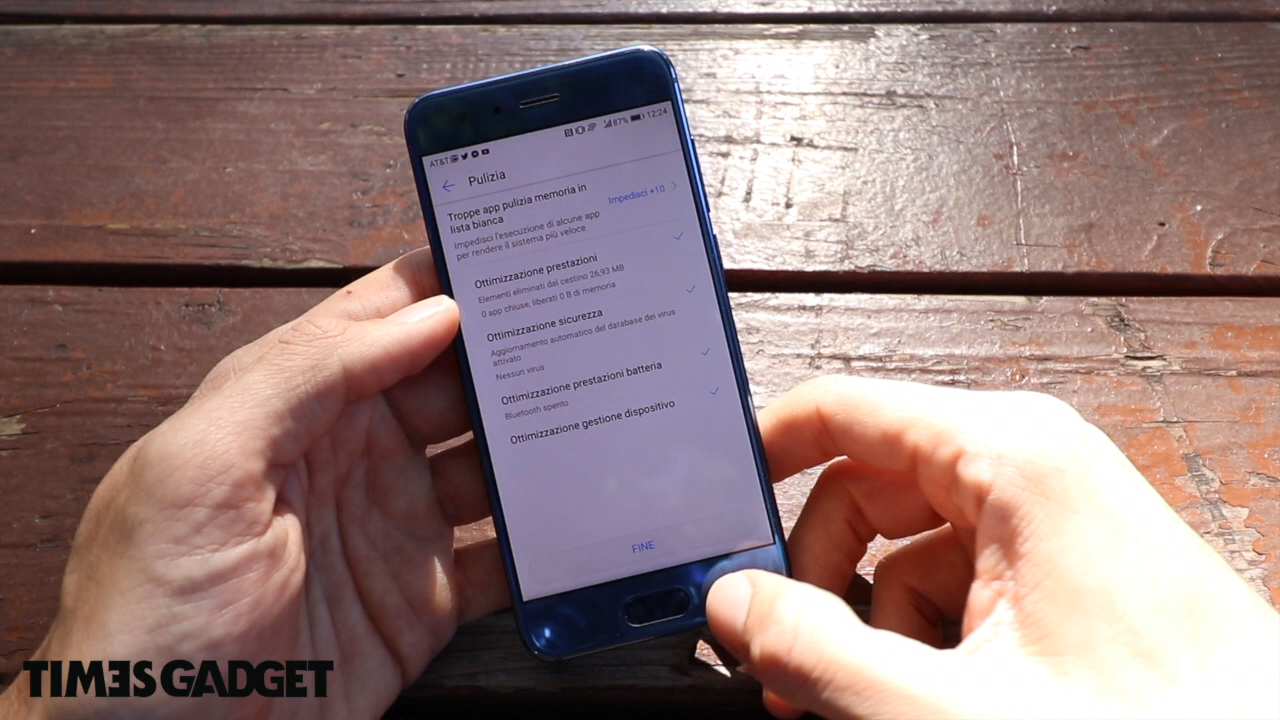 AT&T
87% 12:24
Pulizia
Troppe app pulizia memoria in
lista bianca
Impedisci +10
Impedisci l'esecuzione di alcune app
per rendere il sistema più veloce
Ottimizzazione prestazioni
Elementi eliminati dal cestino 26,93 MB
0 app chiuse, liberati 0 B di memoria
Ottimizzazione sicurezza
Aggiornamento automatico del database dei virus
attivato
Nessun virus
Ottimizzazione prestazioni batteria
Bluetooth spento
Ottimizzazione gestione dispositivo
FINE
TIMES GADGET